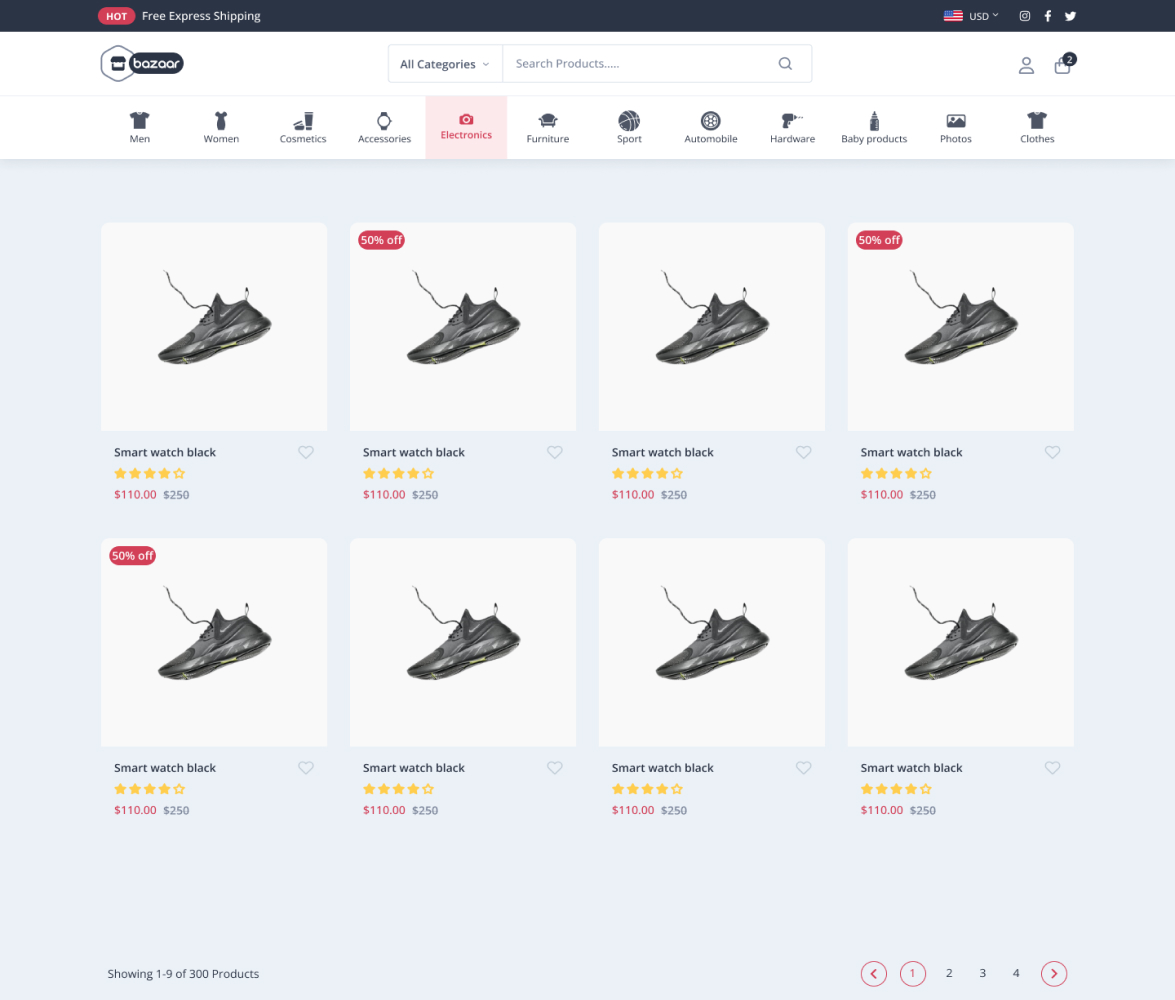 HOT Free Express Shipping USD
bazaar All Categories Search Products..... 2
Men Women Cosmetics Accessories Electronics Furniture Sport Automobile Hardware Baby products Photos Clothes
50% off 50% off
Smart watch black Smart watch black Smart watch black Smart watch black
$110.00 $250 $110.00 $250 $110.00 $250 $110.00 $250
50% off
Smart watch black Smart watch black Smart watch black Smart watch black
$110.00 $250 $110.00 $250 $110.00 $250 $110.00 $250
Showing 1-9 of 300 Products 1 2 3 4